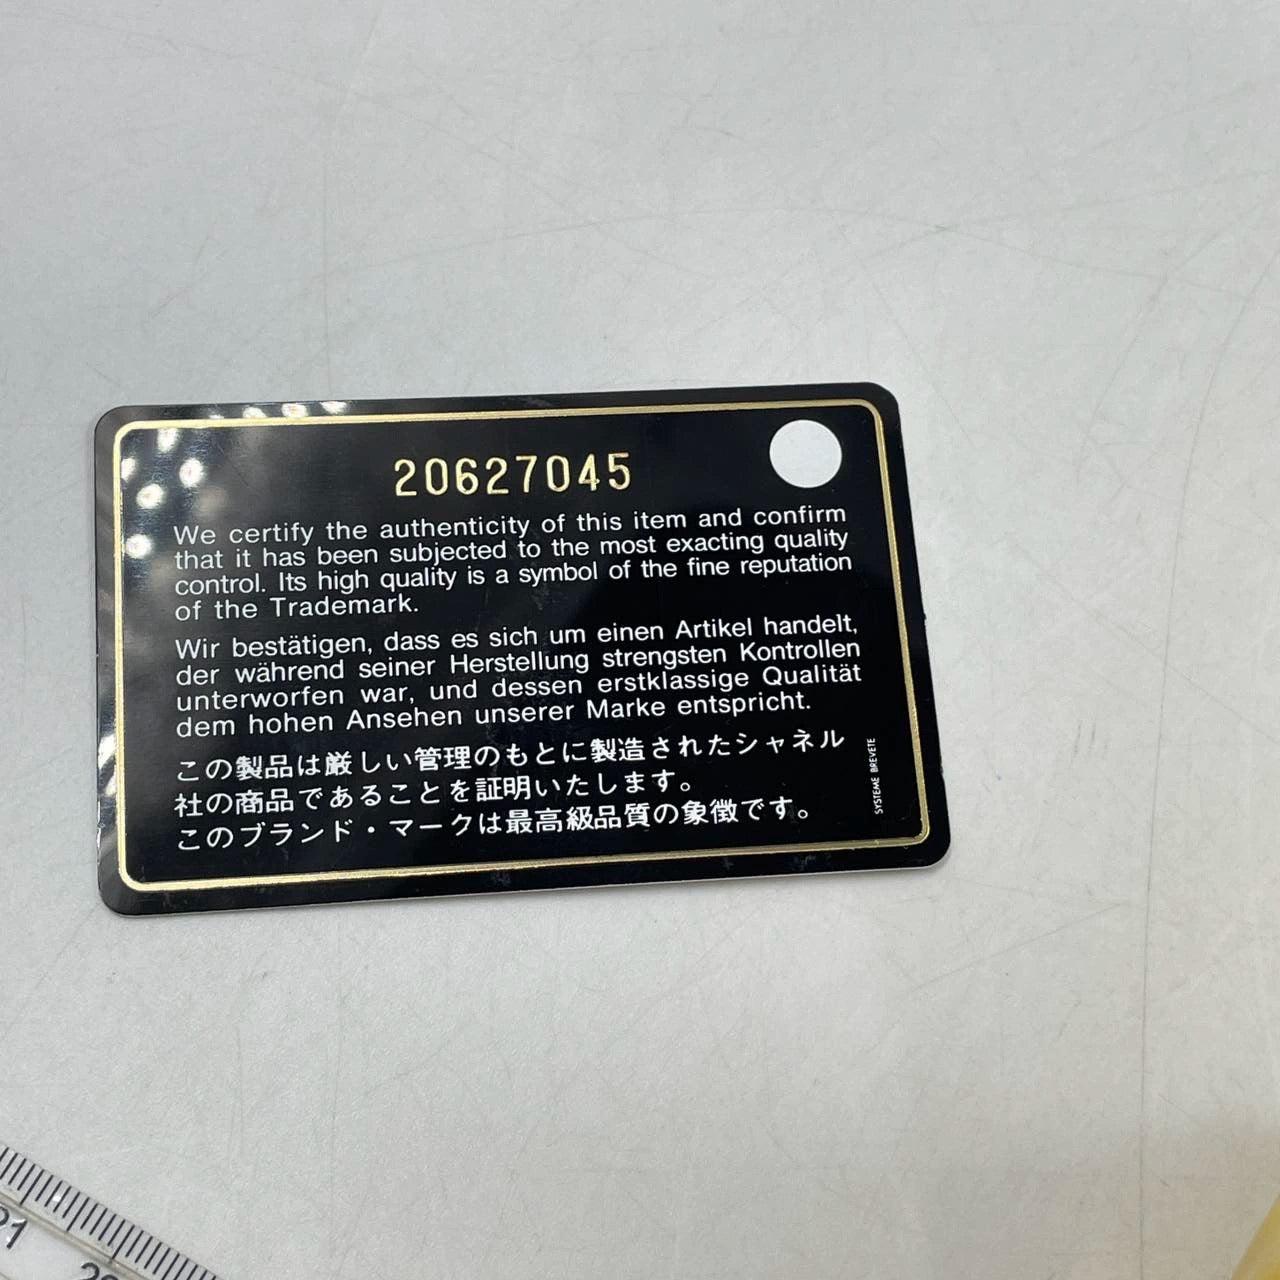 20627045
We certify the authenticity of this item and confirm
that it has been subjected to the most exacting quality
control. Its high quality is a symbol of the fine reputation
of the Trademark.
Wir bestätigen, dass es sich um einen Artikel handelt,
der während seiner Herstellung strengsten Kontrollen
unterworfen war, und dessen erstklassige Qualität
dem hohen Ansehen unserer Marke entspricht.
この製品は厳しい管理のもとに製造されたシャネル
社の商品であることを証明いたします。
このブランド・マークは最高級品質の象徴です。
SYSTEME BREVETE
21